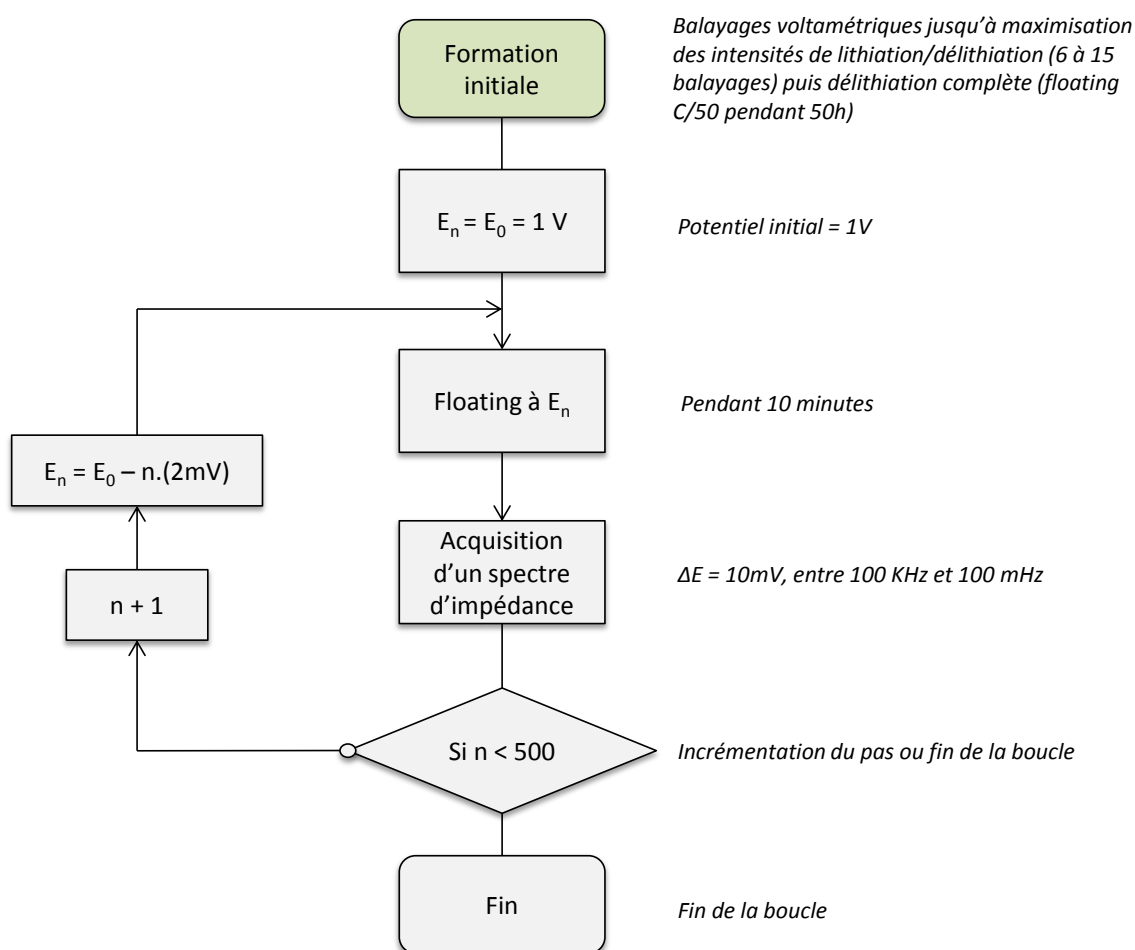 Formation
initiale
Balayages voltamétriques jusqu'à maximisation
des intensités de lithiation/délithiation (6 à 15
balayages) puis délithiation complète (floating
C/50 pendant 50h)
Eₙ = E₀ = 1 V
Potentiel initial = 1V
Floating à Eₙ
Pendant 10 minutes
Eₙ = E₀ – n.(2mV)
Acquisition
d'un spectre
d'impédance
ΔE = 10mV, entre 100 KHz et 100 mHz
n + 1
Si n < 500
Incrémentation du pas ou fin de la boucle
Fin
Fin de la boucle